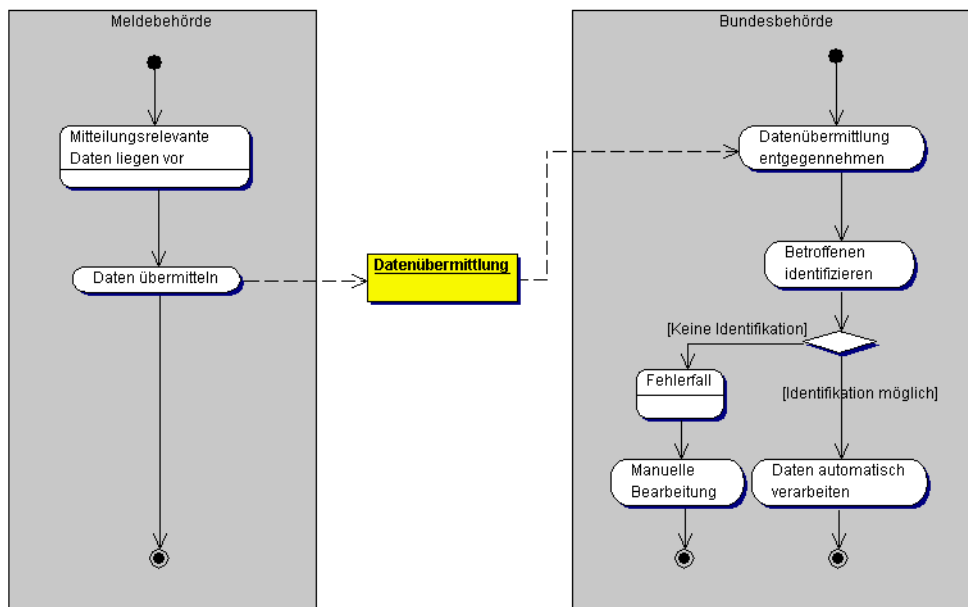 Meldebehörde
Mitteilungsrelevante
Daten liegen vor
Daten übermitteln
Datenübermittlung
Bundesbehörde
Datenübermittlung
entgegennehmen
Betroffenen
identifizieren
[Keine Identifikation]
Fehlerfall
[Identifikation möglich]
Manuelle
Bearbeitung
Daten automatisch
verarbeiten